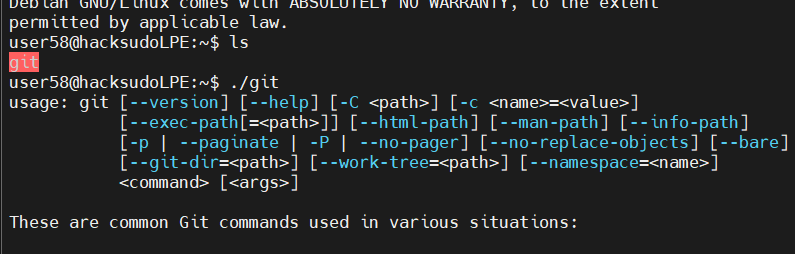 Debian GNU/Linux comes with ABSOLUTELY NO WARRANTY, to the extent
permitted by applicable law.
user58@hacksudoLPE:~$ ls
git
user58@hacksudoLPE:~$ ./git
usage: git [--version] [--help] [-C <path>] [-c <name>=<value>]
           [--exec-path[=<path>]] [--html-path] [--man-path] [--info-path]
           [-p | --paginate | -P | --no-pager] [--no-replace-objects] [--bare]
           [--git-dir=<path>] [--work-tree=<path>] [--namespace=<name>]
           <command> [<args>]

These are common Git commands used in various situations: